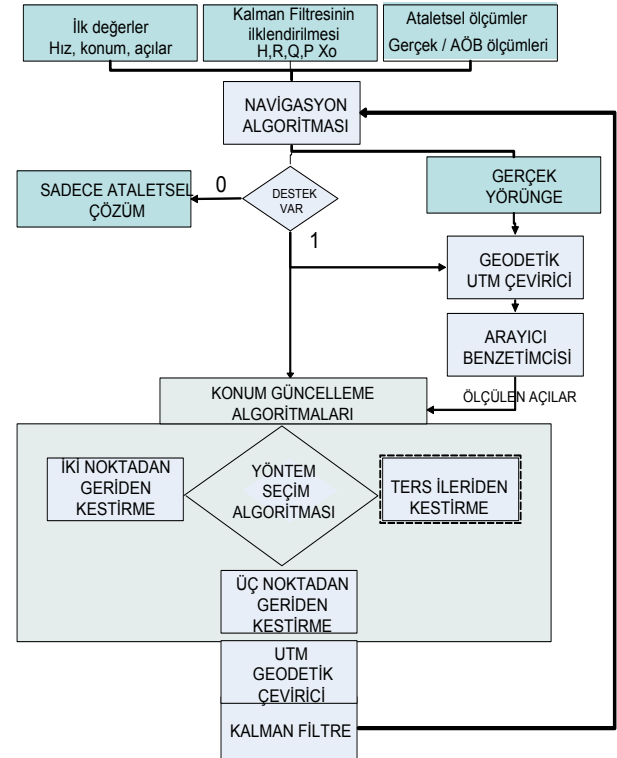 İlk değerler
Hız, konum, açılar
Kalman Filtresinin
ilklendirilmesi
H,R,Q,P Xo
Ataletsel ölçümler
Gerçek / AÖB ölçümleri
NAVİGASYON
ALGORİTMASI
SADECE ATALETSEL
ÇÖZÜM
0
DESTEK
VAR
1
GERÇEK
YÖRÜNGE
GEODETİK
UTM ÇEVİRİCİ
ARAYICI
BENZETİMCİSİ
ÖLÇÜLEN AÇILAR
KONUM GÜNCELLEME
ALGORİTMALARI
İKİ NOKTADAN
GERİDEN
KESTİRME
YÖNTEM
SEÇİM
ALGORİTMASI
TERS İLERİDEN
KESTİRME
ÜÇ NOKTADAN
GERİDEN
KESTİRME
UTM
GEODETİK
ÇEVİRİCİ
KALMAN FİLTRE